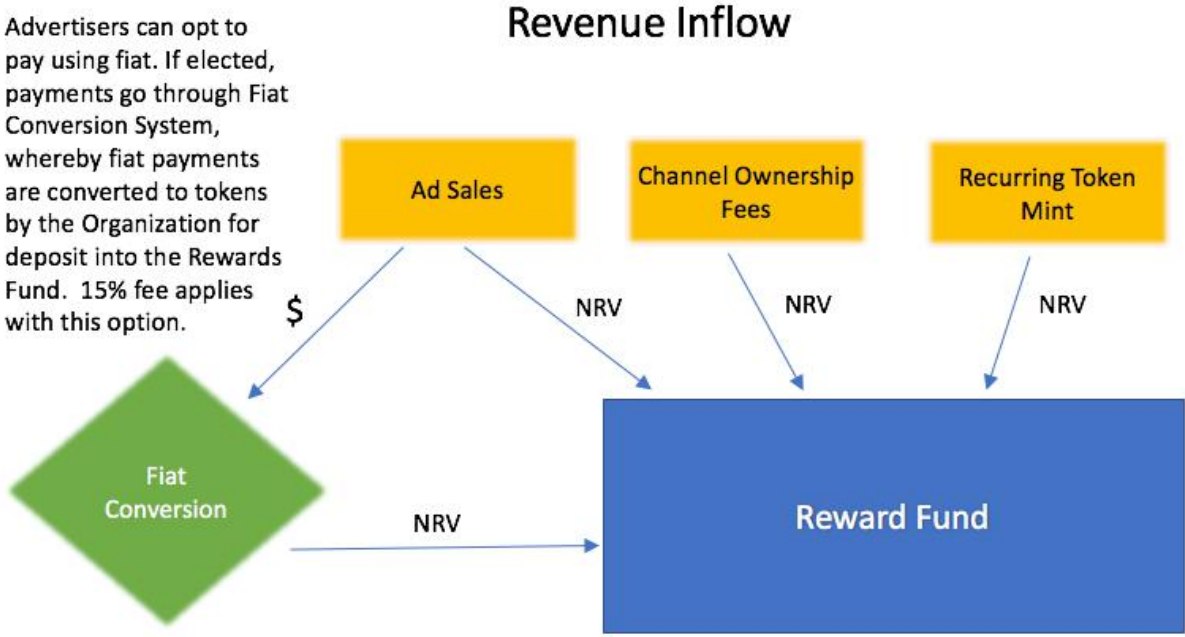 Revenue Inflow
Advertisers can opt to
pay using fiat. If elected,
payments go through Fiat
Conversion System,
whereby fiat payments
are converted to tokens
by the Organization for
deposit into the Rewards
Fund.  15% fee applies
with this option.
Ad Sales
Channel Ownership
Fees
Recurring Token
Mint
$
NRV
NRV
NRV
Fiat
Conversion
NRV
Reward Fund